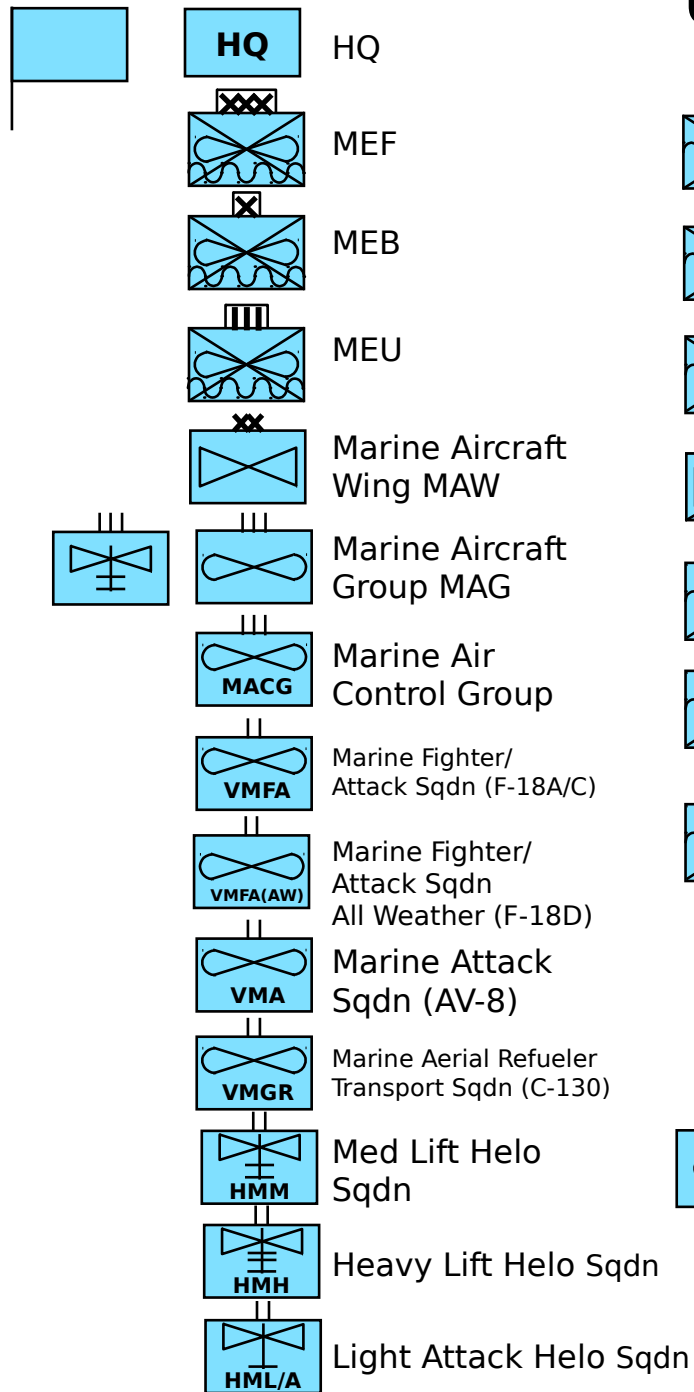 HQ HQ
MEF
MEB
MEU
Marine Aircraft
Wing MAW
Marine Aircraft
Group MAG
MACG
Marine Air
Control Group
VMFA
Marine Fighter/
Attack Sqdn (F-18A/C)
VMFA(AW)
Marine Fighter/
Attack Sqdn
All Weather (F-18D)
VMA
Marine Attack
Sqdn (AV-8)
VMGR
Marine Aerial Refueler
Transport Sqdn (C-130)
HMM
Med Lift Helo
Sqdn
HMH
Heavy Lift Helo Sqdn
HML/A
Light Attack Helo Sqdn